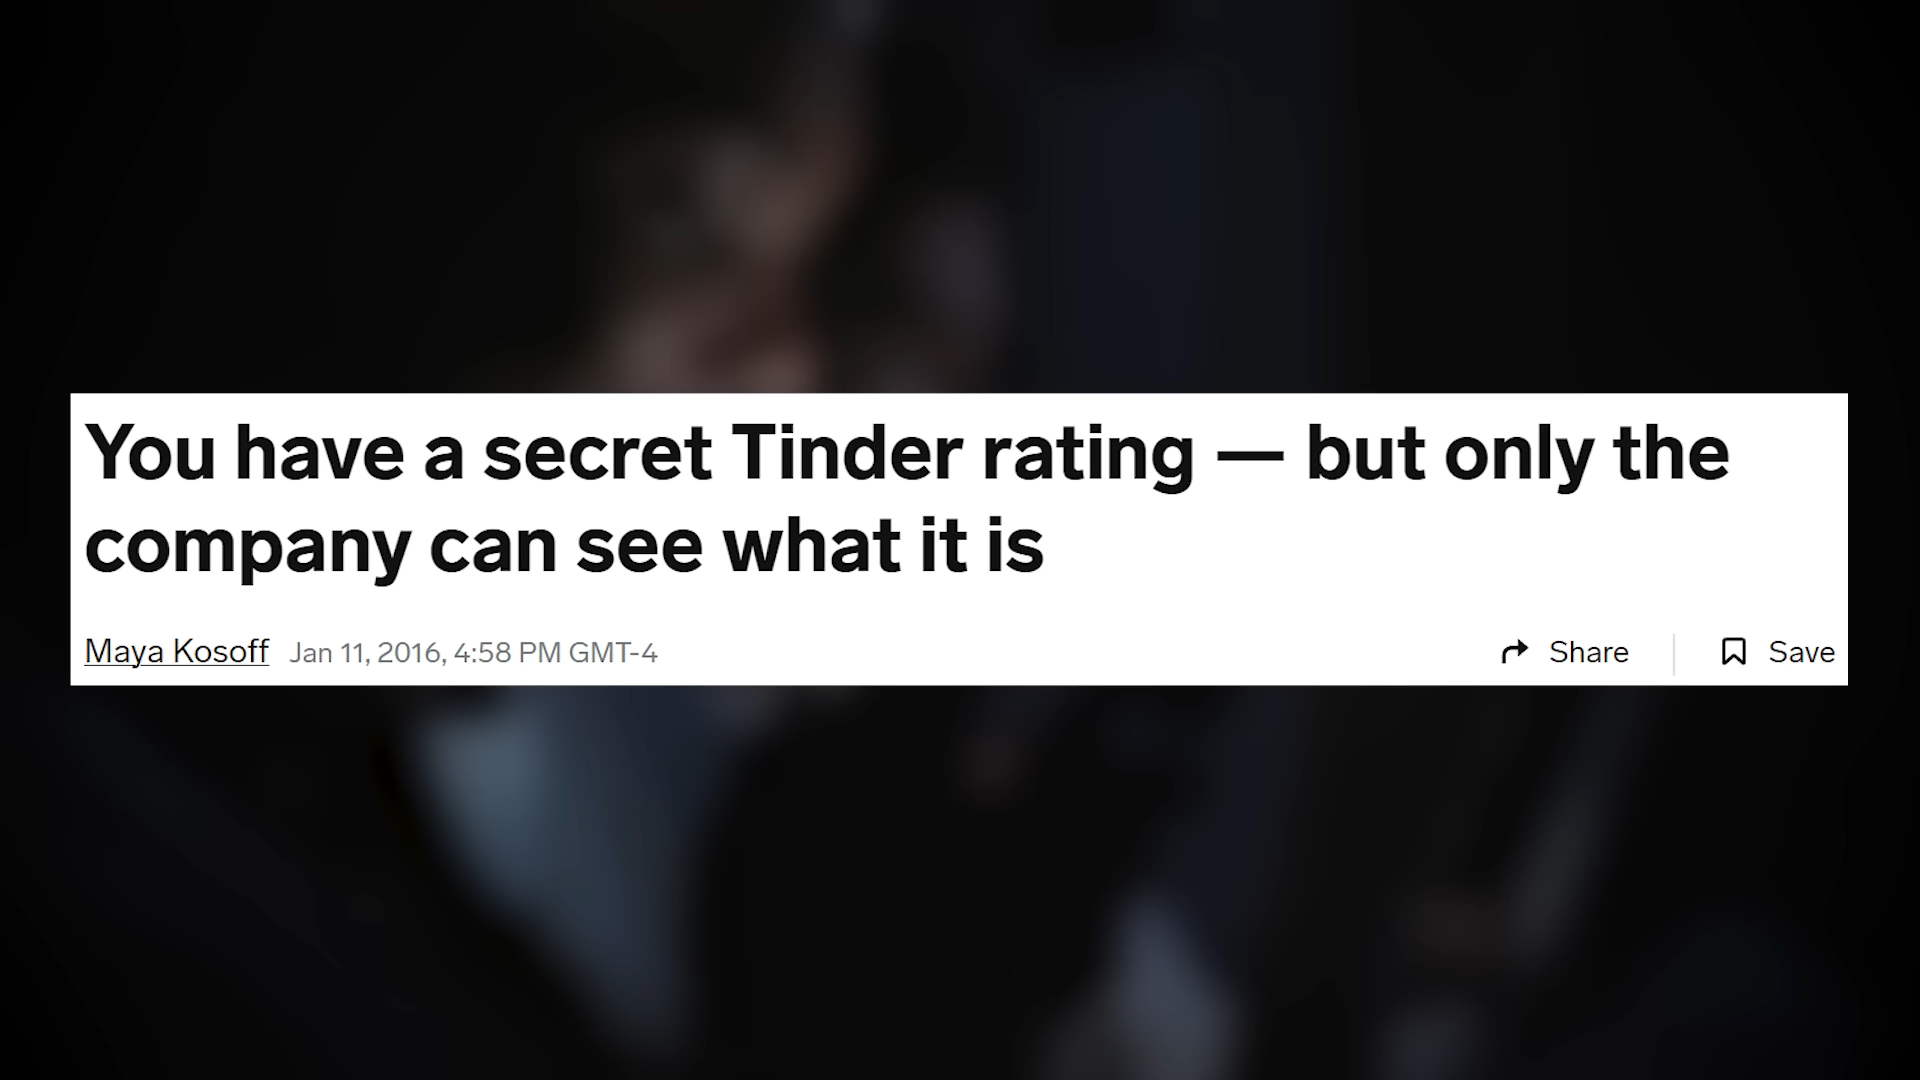 You have a secret Tinder rating — but only the
company can see what it is
Maya Kosoff Jan 11, 2016, 4:58 PM GMT-4 Share Save